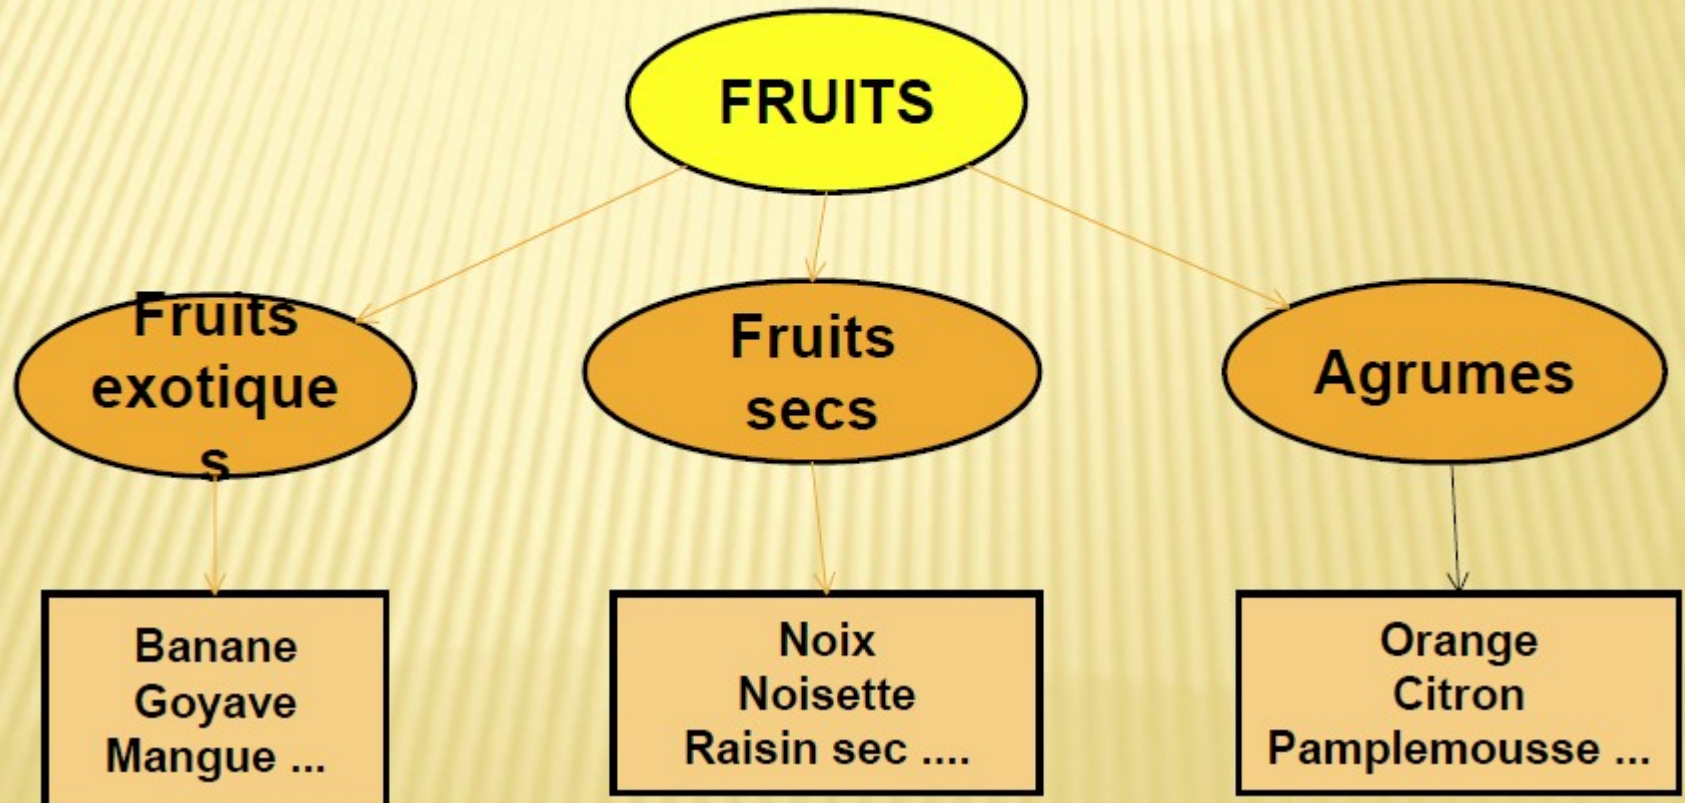 FRUITS
Fruits
exotique
s
Fruits
secs
Agrumes
Banane
Goyave
Mangue ...
Noix
Noisette
Raisin sec ....
Orange
Citron
Pamplemousse ...